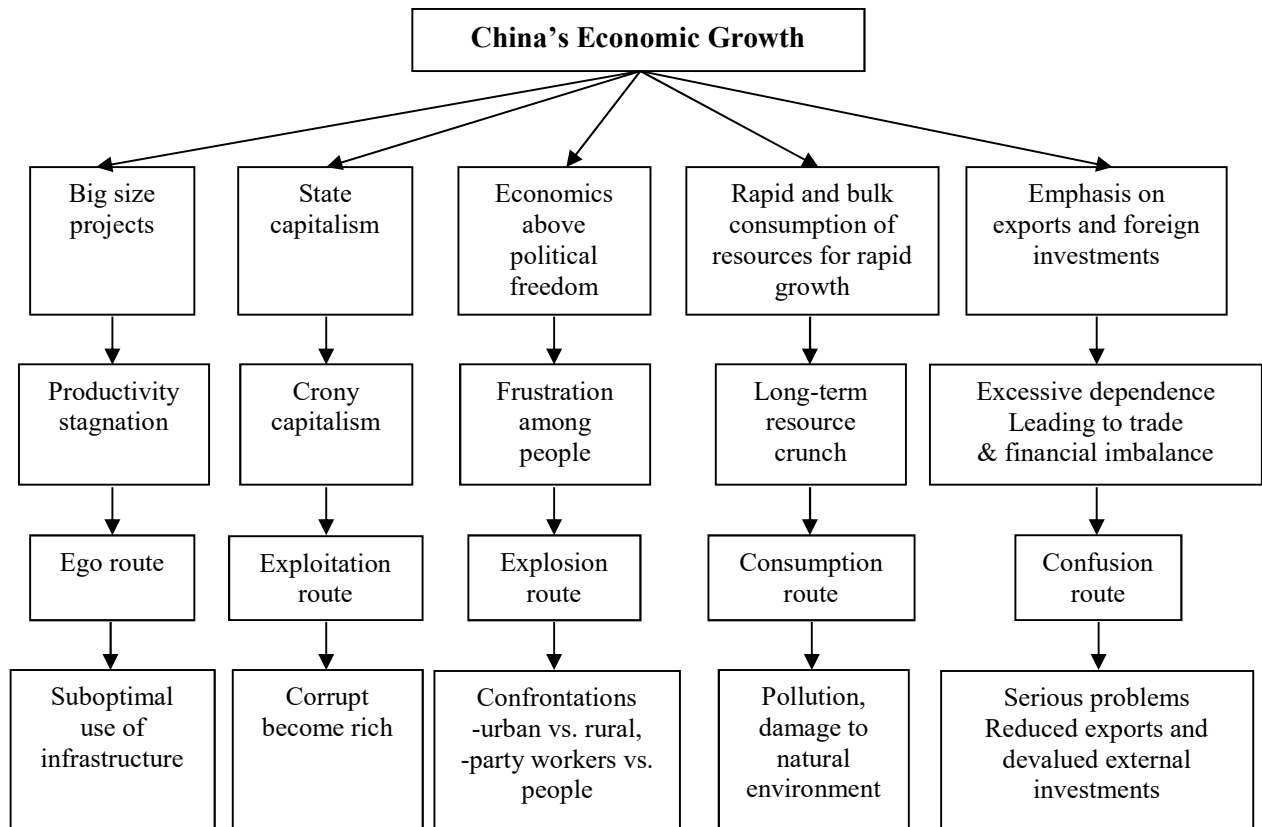 China's Economic Growth
Big size
projects
State
capitalism
Economics
above
political
freedom
Rapid and bulk
consumption of
resources for rapid
growth
Emphasis on
exports and foreign
investments
Productivity
stagnation
Crony
capitalism
Frustration
among
people
Long-term
resource
crunch
Excessive dependence
Leading to trade
& financial imbalance
Ego route
Exploitation
route
Explosion
route
Consumption
route
Confusion
route
Suboptimal
use of
infrastructure
Corrupt
become rich
Confrontations
-urban vs. rural,
-party workers vs.
people
Pollution,
damage to
natural
environment
Serious problems
Reduced exports and
devalued external
investments